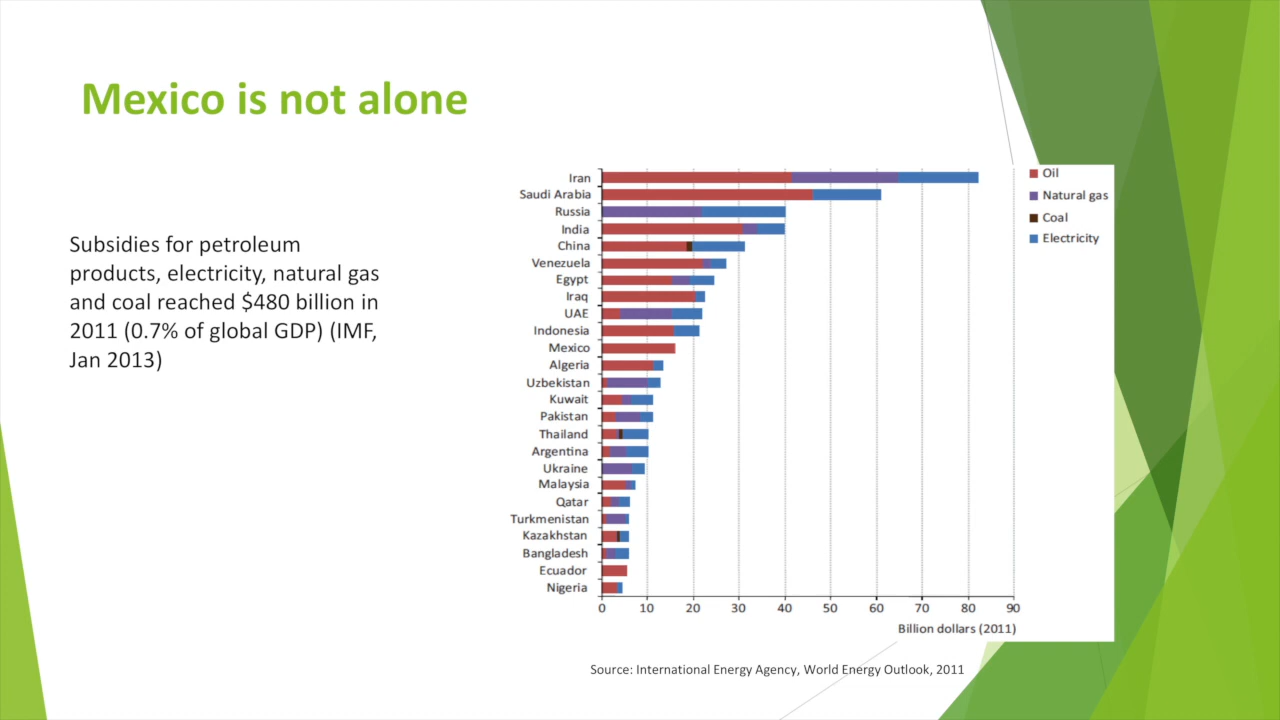 Mexico is not alone
Subsidies for petroleum
products, electricity, natural gas
and coal reached $480 billion in
2011 (0.7% of global GDP) (IMF,
Jan 2013)
Iran
Saudi Arabia
Russia
India
China
Venezuela
Egypt
Iraq
UAE
Indonesia
Mexico
Algeria
Uzbekistan
Kuwait
Pakistan
Thailand
Argentina
Ukraine
Malaysia
Qatar
Turkmenistan
Kazakhstan
Bangladesh
Ecuador
Nigeria
0 10 20 30 40 50 60 70 80 90
Billion dollars (2011)
Oil
Natural gas
Coal
Electricity
Source: International Energy Agency, World Energy Outlook, 2011